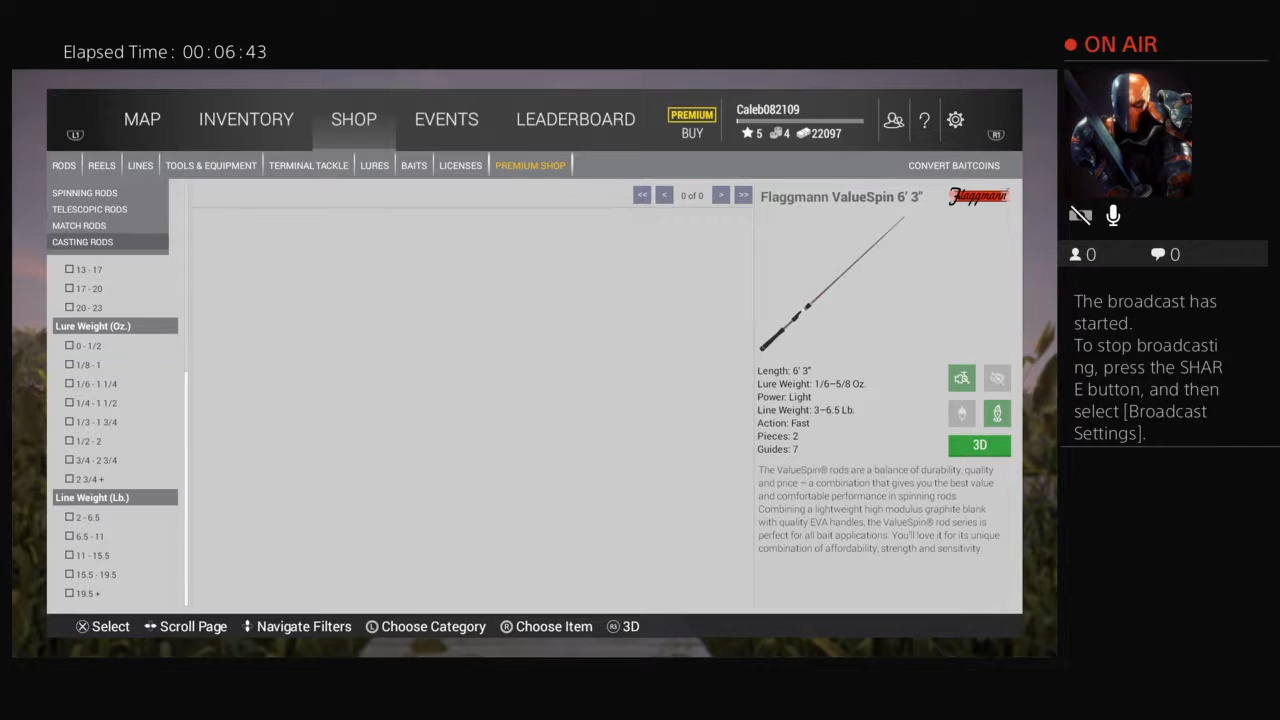 Elapsed Time: 00:06:43
ON AIR
MAP
INVENTORY
SHOP
EVENTS
LEADERBOARD
PREMIUM
BUY
Caleb082109
5 4 22097
?
L1
R1
RODS
REELS
LINES
TOOLS & EQUIPMENT
TERMINAL TACKLE
LURES
BAITS
LICENSES
PREMIUM SHOP
CONVERT BAITCOINS
SPINNING RODS
TELESCOPIC RODS
MATCH RODS
CASTING RODS
13 - 17
17 - 20
20 - 23
Lure Weight (Oz.)
0 - 1/2
1/8 - 1
1/6 - 1 1/4
1/4 - 1 1/2
1/3 - 1 3/4
1/2 - 2
3/4 - 2 3/4
2 3/4 +
Line Weight (Lb.)
2 - 6.5
6.5 - 11
11 - 15.5
15.5 - 19.5
19.5 +
<< < 0 of 0 > >>
Flaggmann ValueSpin 6' 3"
Flaggmann
Length: 6' 3"
Lure Weight: 1/6–5/8 Oz.
Power: Light
Line Weight: 3–6.5 Lb.
Action: Fast
Pieces: 2
Guides: 7
3D
The ValueSpin® rods are a balance of durability, quality
and price – a combination that gives you the best value
and comfortable performance in spinning rods.
Combining a lightweight high modulus graphite blank
with quality EVA handles, the ValueSpin® rod series is
perfect for all bait applications. You'll love it for its unique
combination of affordability, strength and sensitivity.
Select
Scroll Page
Navigate Filters
L Choose Category
R Choose Item
R3 3D
0
0
The broadcast has
started.
To stop broadcasti
ng, press the SHAR
E button, and then
select [Broadcast
Settings].